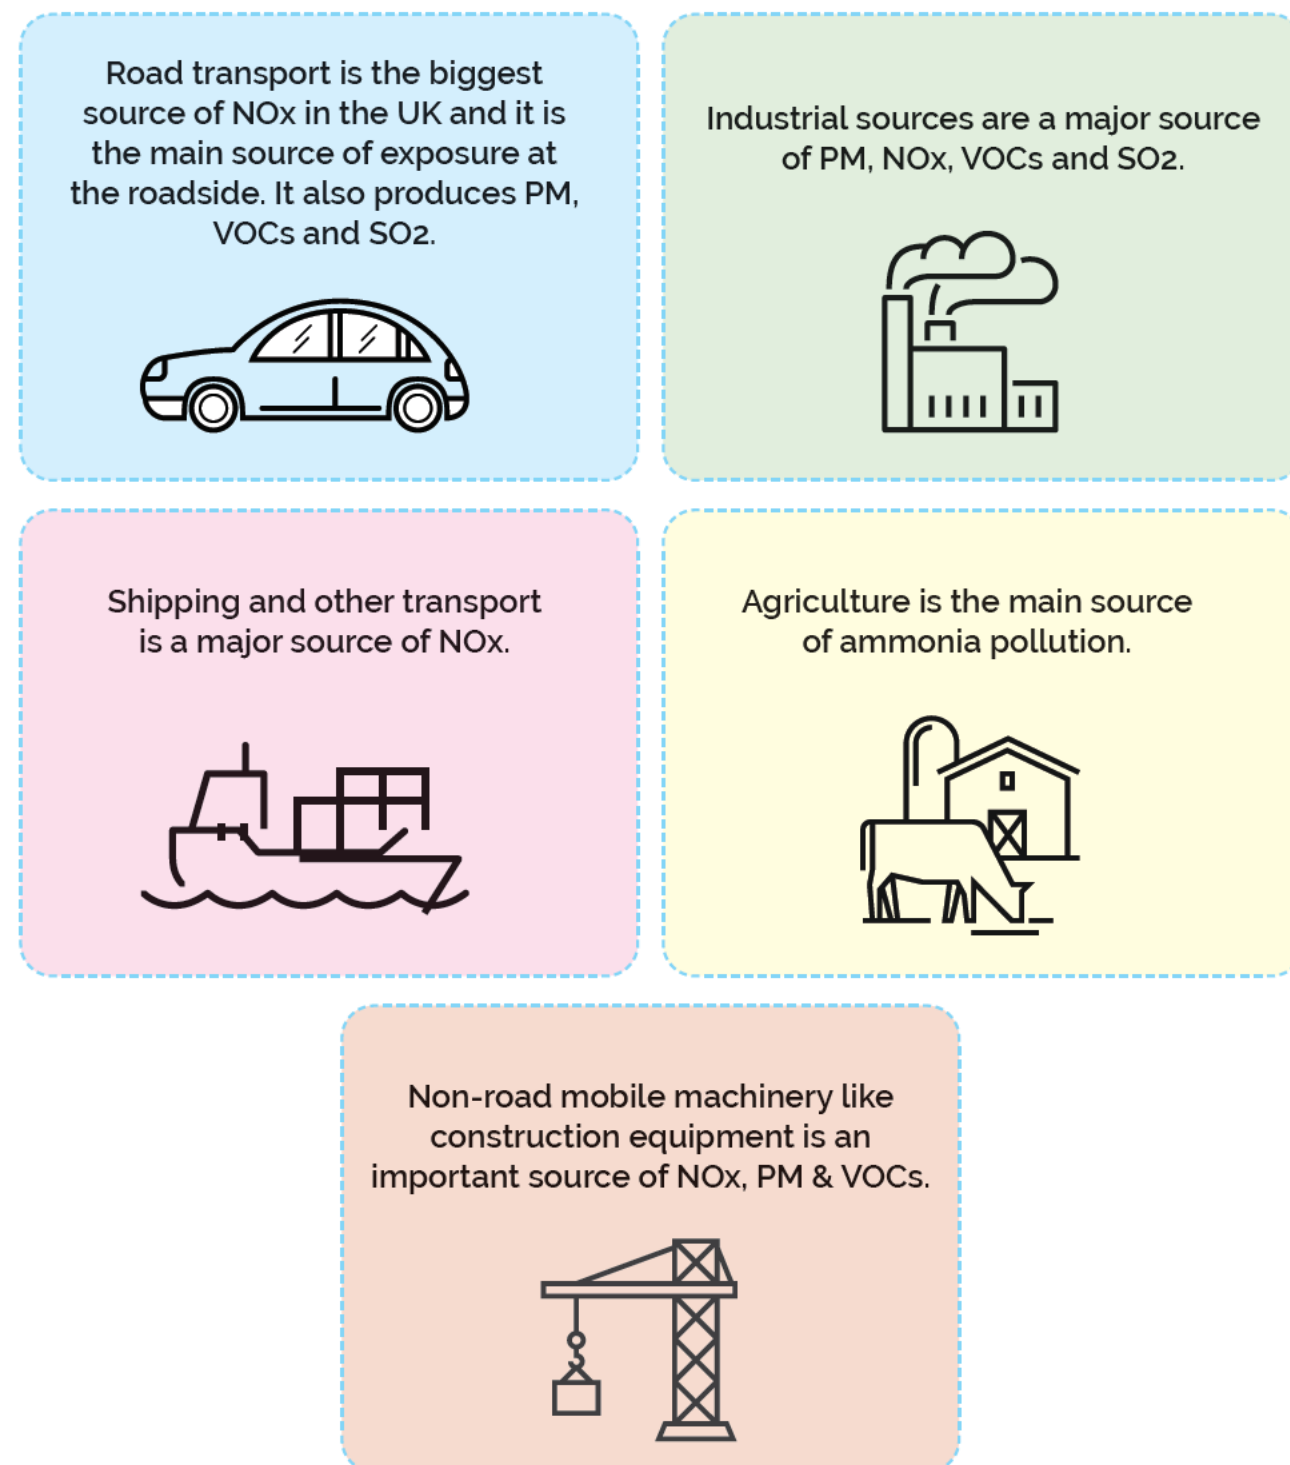 Road transport is the biggest
source of NOx in the UK and it is
the main source of exposure at
the roadside. It also produces PM,
VOCs and SO2.
Industrial sources are a major source
of PM, NOx, VOCs and SO2.
Shipping and other transport
is a major source of NOx.
Agriculture is the main source
of ammonia pollution.
Non-road mobile machinery like
construction equipment is an
important source of NOx, PM & VOCs.